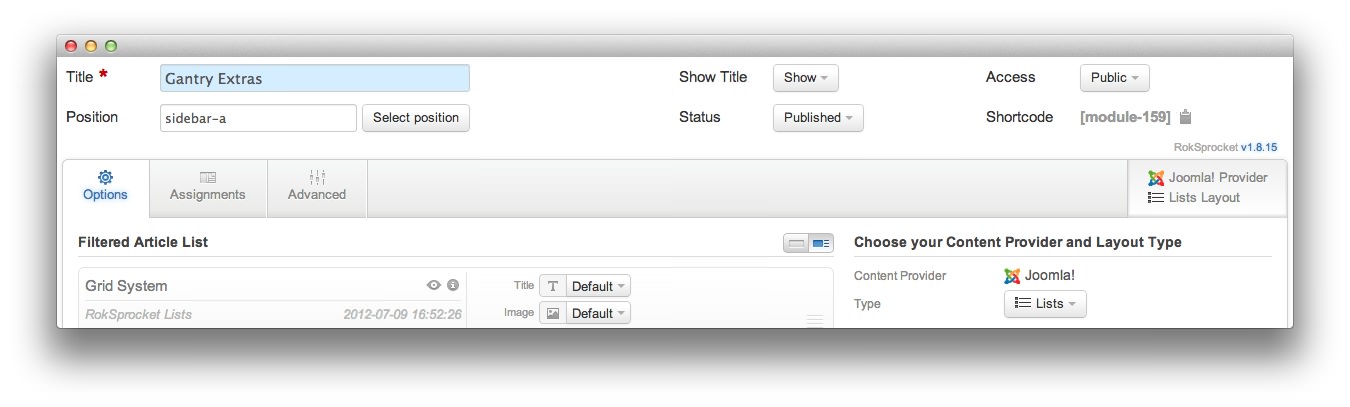 Title * Gantry Extras Show Title Show Access Public
Position sidebar-a Select position Status Published Shortcode [module-159]
RokSprocket v1.8.15
Options Assignments Advanced
Joomla! Provider
Lists Layout
Filtered Article List
Grid System Title T Default
RokSprocket Lists 2012-07-09 16:52:26 Image Default
Choose your Content Provider and Layout Type
Content Provider Joomla!
Type Lists